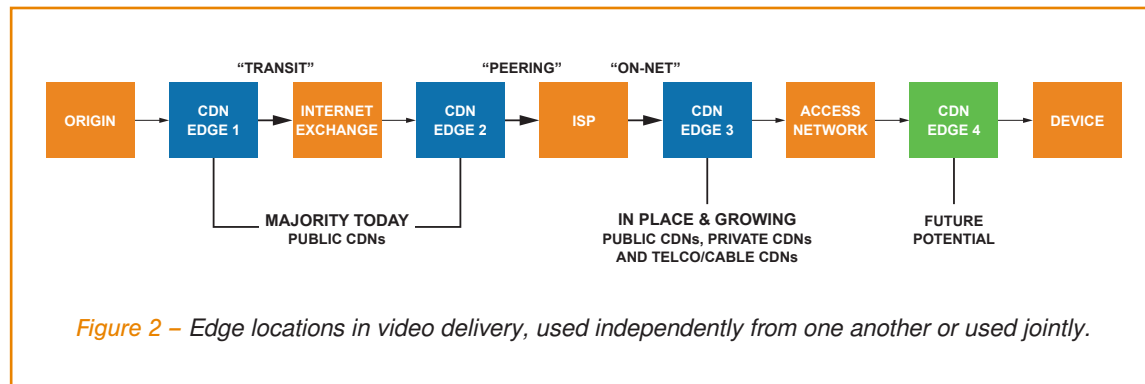 “TRANSIT”
“PEERING”
“ON-NET”
ORIGIN
CDN
EDGE 1
INTERNET
EXCHANGE
CDN
EDGE 2
ISP
CDN
EDGE 3
ACCESS
NETWORK
CDN
EDGE 4
DEVICE
MAJORITY TODAY
PUBLIC CDNs
IN PLACE & GROWING
PUBLIC CDNs, PRIVATE CDNs
AND TELCO/CABLE CDNs
FUTURE
POTENTIAL
Figure 2 – Edge locations in video delivery, used independently from one another or used jointly.